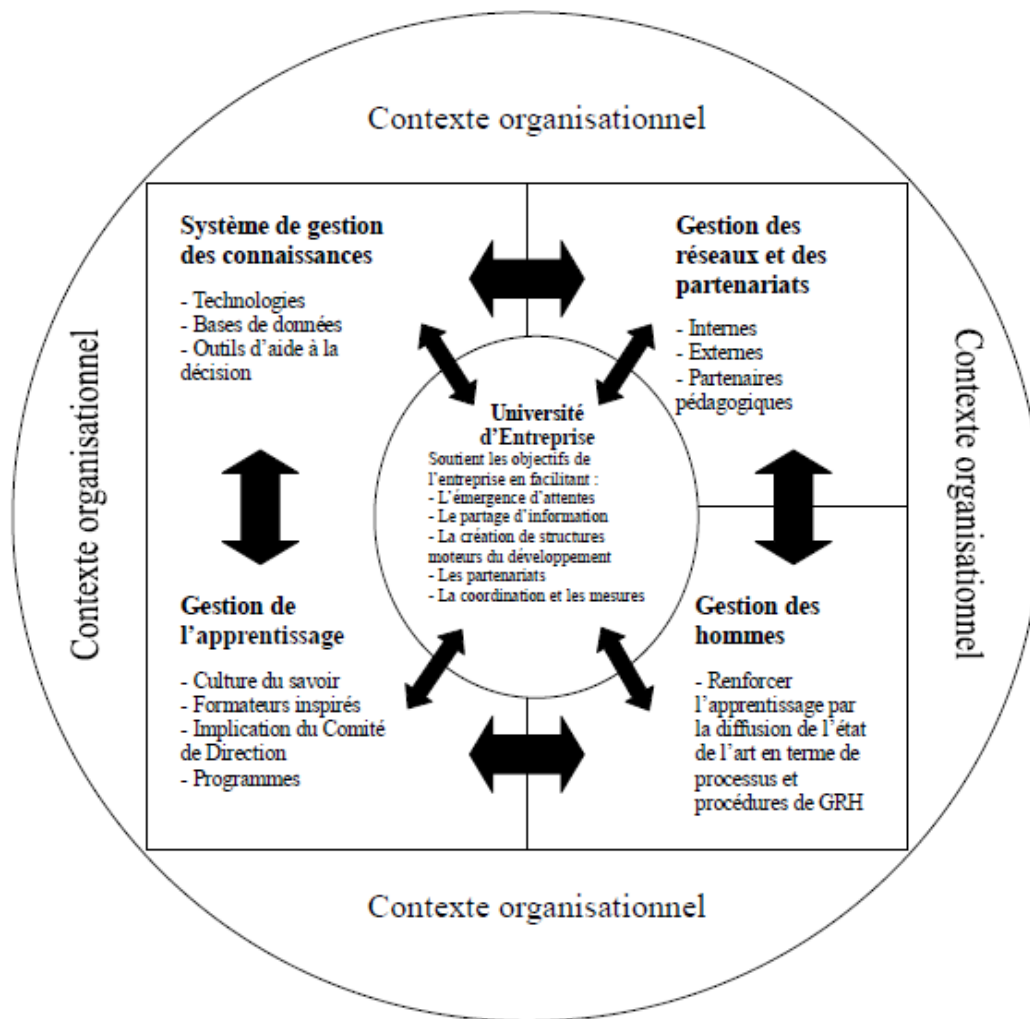 Contexte organisationnel
Système de gestion
des connaissances
- Technologies
- Bases de données
- Outils d'aide à la
décision
Gestion des
réseaux et des
partenariats
- Internes
- Externes
- Partenaires
pédagogiques
Contexte organisationnel
Contexte organisationnel
Université
d'Entreprise
Soutient les objectifs de
l'entreprise en facilitant :
- L'émergence d'attentes
- Le partage d'information
- La création de structures
moteurs du développement
- Les partenariats
- La coordination et les mesures
Gestion de
l'apprentissage
- Culture du savoir
- Formateurs inspirés
- Implication du Comité
de Direction
- Programmes
Gestion des
hommes
- Renforcer
l'apprentissage par
la diffusion de l'état
de l'art en terme de
processus et
procédures de GRH
Contexte organisationnel